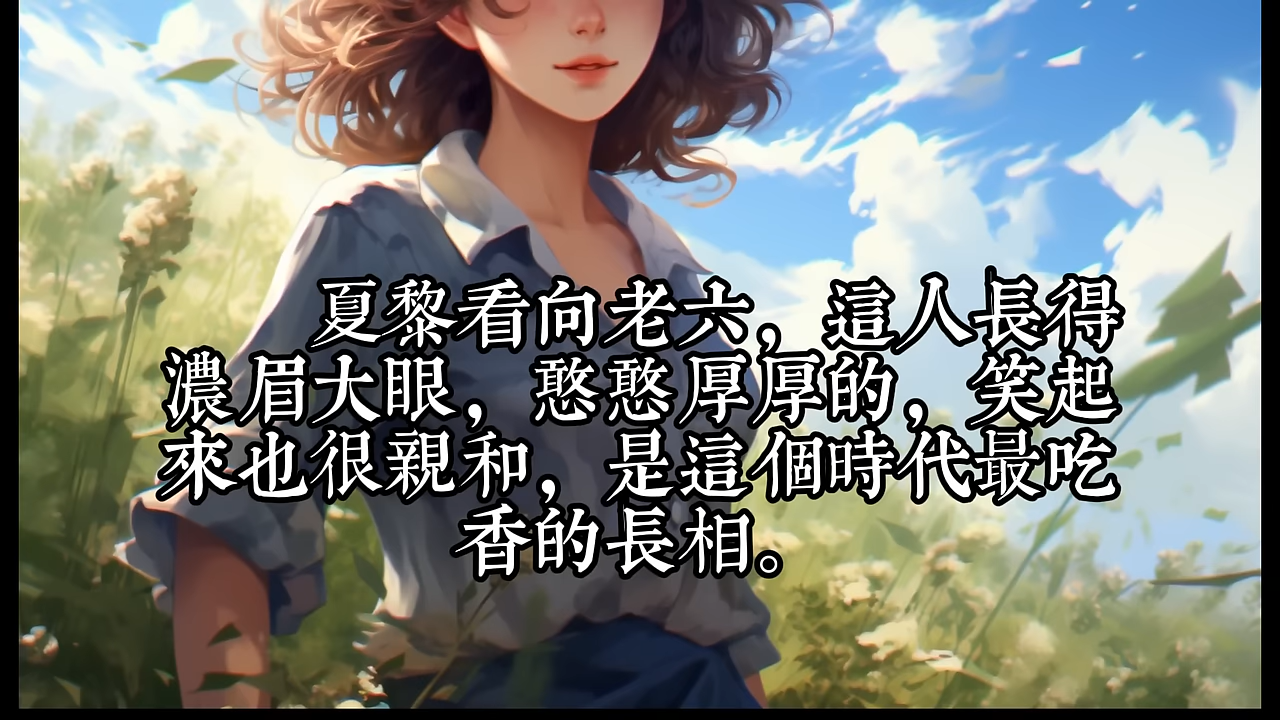 夏黎看向老六，這人長得
濃眉大眼，憨憨厚厚的，笑起
來也很親和，是這個時代最吃
香的長相。